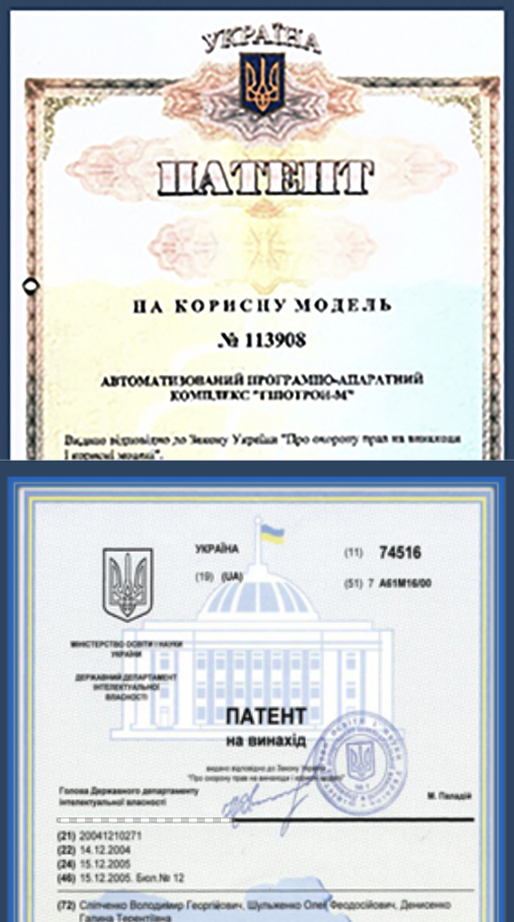 УКРАЇНА
ПАТЕНТ
НА КОРИСНУ МОДЕЛЬ
№ 113908
АВТОМАТИЗОВАНИЙ ПРОГРАМНО-АПАРАТНИЙ
КОМПЛЕКС "ГІПОТРОН-М"
Видано відповідно до Закону України "Про охорону прав на винаходи
і корисні моделі".
УКРАЇНА
(11) 74516
(19) (UA)
(51) 7 A61M16/00
МІНІСТЕРСТВО ОСВІТИ І НАУКИ
УКРАЇНИ
ДЕРЖАВНИЙ ДЕПАРТАМЕНТ
ІНТЕЛЕКТУАЛЬНОЇ
ВЛАСНОСТІ
ПАТЕНТ
на винахід
видано відповідно до Закону України
"Про охорону прав на винаходи і корисні моделі"
Голова Державного департаменту
інтелектуальної власності
М. Паладій
(21) 20041210271
(22) 14.12.2004
(24) 15.12.2005
(46) 15.12.2005. Бюл.№ 12
(72) Сліпченко Володимир Георгійович, Шульженко Олег Феодосійович, Денисенко
Галина Терентіївна